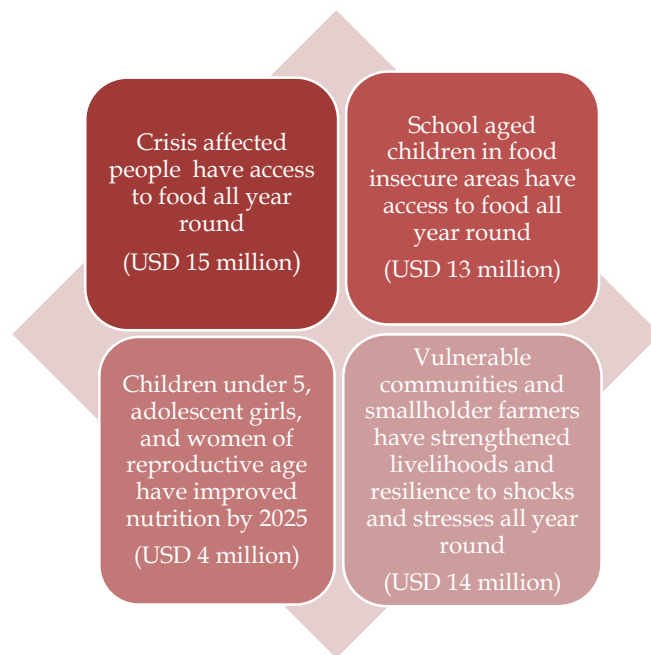 Crisis affected
people have access
to food all year
round
(USD 15 million)
School aged
children in food
insecure areas have
access to food all
year round
(USD 13 million)
Children under 5,
adolescent girls,
and women of
reproductive age
have improved
nutrition by 2025
(USD 4 million)
Vulnerable
communities and
smallholder farmers
have strengthened
livelihoods and
resilience to shocks
and stresses all year
round
(USD 14 million)